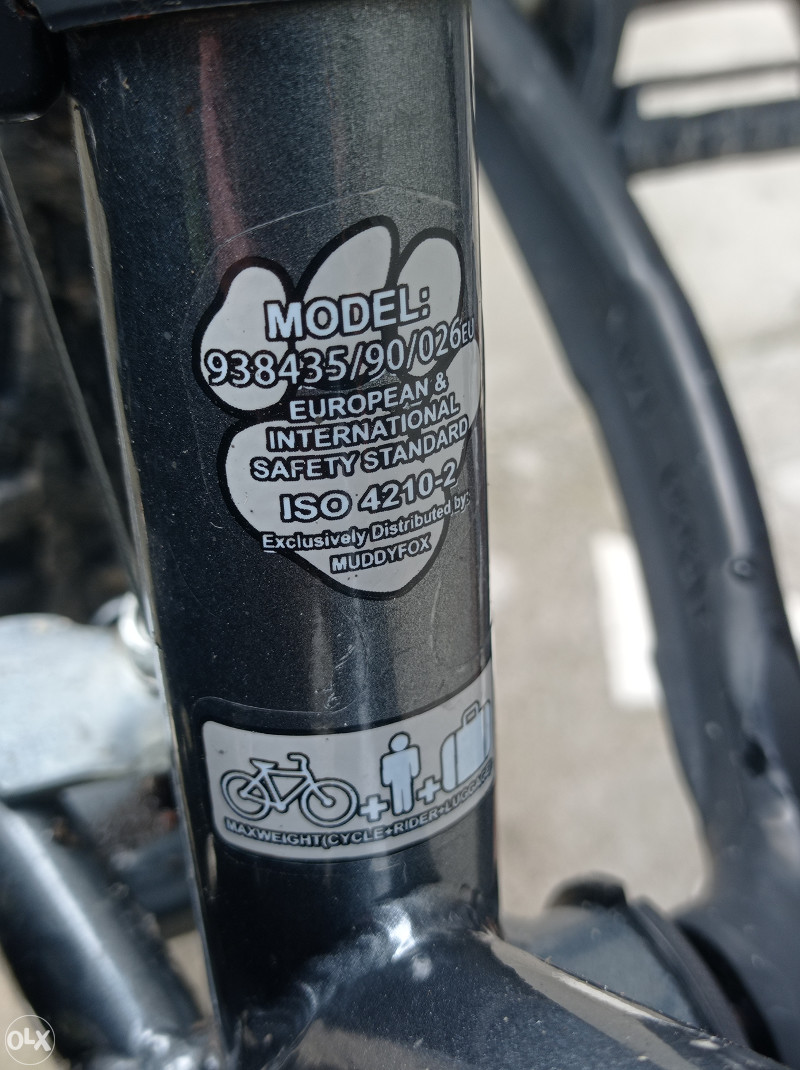 MODEL:
938435/90/026EU
EUROPEAN &
INTERNATIONAL
SAFETY STANDARD
ISO 4210-2
Exclusively Distributed by:
MUDDYFOX
MAXWEIGHT(CYCLE+RIDER+LUGGAGE
OLX